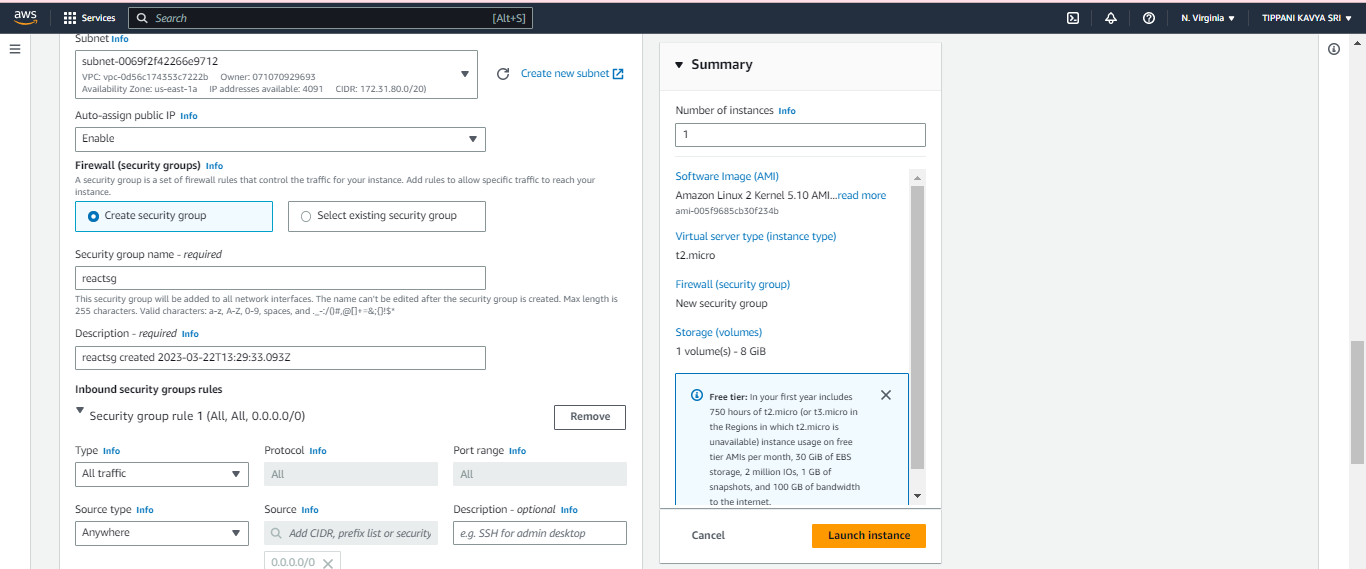 aws Services Search [Alt+S] N. Virginia TIPPANI KAVYA SRI
Subnet Info
subnet-0069f2f42266e9712
VPC: vpc-0d56c174353c7222b Owner: 071070929693
Availability Zone: us-east-1a IP addresses available: 4091 CIDR: 172.31.80.0/20)
Create new subnet
Auto-assign public IP Info
Enable
Firewall (security groups) Info
A security group is a set of firewall rules that control the traffic for your instance. Add rules to allow specific traffic to reach your
instance.
Create security group
Select existing security group
Security group name - required
reactsg
This security group will be added to all network interfaces. The name can't be edited after the security group is created. Max length is
255 characters. Valid characters: a-z, A-Z, 0-9, spaces, and ._-:/()#,@[]+=&;{}!$*
Description - required Info
reactsg created 2023-03-22T13:29:33.093Z
Inbound security groups rules
Security group rule 1 (All, All, 0.0.0.0/0)
Remove
Type Info
Protocol Info
Port range Info
All traffic
All
All
Source type Info
Source Info
Description - optional Info
Anywhere
Add CIDR, prefix list or security
e.g. SSH for admin desktop
0.0.0.0/0
Summary
Number of instances Info
1
Software Image (AMI)
Amazon Linux 2 Kernel 5.10 AMI...read more
ami-005f9685cb30f234b
Virtual server type (instance type)
t2.micro
Firewall (security group)
New security group
Storage (volumes)
1 volume(s) - 8 GiB
Free tier: In your first year includes
750 hours of t2.micro (or t3.micro in
the Regions in which t2.micro is
unavailable) instance usage on free
tier AMIs per month, 30 GiB of EBS
storage, 2 million IOs, 1 GB of
snapshots, and 100 GB of bandwidth
to the internet.
Cancel
Launch instance